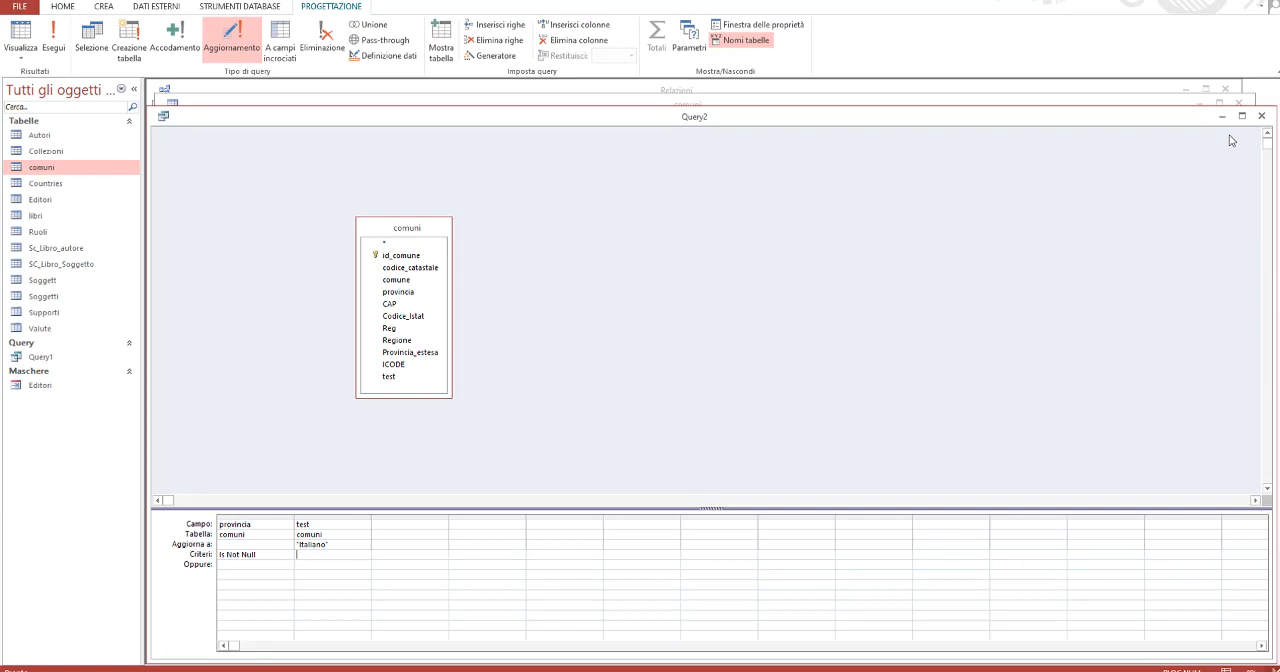 FILE HOME CREA DATI ESTERNI STRUMENTI DATABASE PROGETTAZIONE
Visualizza Esegui
Risultati
Selezione Creazione tabella Accodamento Aggiornamento A campi incrociati Eliminazione
Unione
Pass-through
Definizione dati
Tipo di query
Mostra tabella
Inserisci righe
Elimina righe
Generatore
Inserisci colonne
Elimina colonne
Restituisci:
Imposta query
Totali Parametri
Finestra delle proprietà
Nomi tabelle
Mostra/Nascondi
Tutti gli oggetti ...
Cerca...
Tabelle
Autori
Collezioni
comuni
Countries
Editori
libri
Ruoli
Sc_Libro_autore
SC_Libro_Soggetto
Soggett
Soggetti
Supporti
Valute
Query
Query1
Maschere
Editori
Relazioni
comuni
Query2
comuni
*
id_comune
codice_catastale
comune
provincia
CAP
Codice_Istat
Reg
Regione
Provincia_estesa
ICODE
test
Campo: provincia test
Tabella: comuni comuni
Aggiorna a: "Italiano"
Criteri: Is Not Null
Oppure: